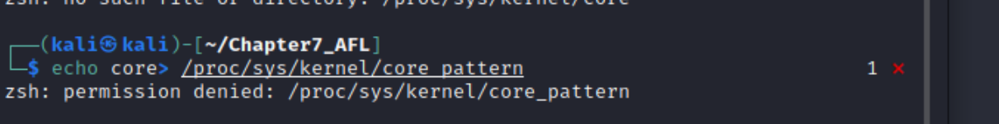 zsh: no such file or directory: /proc/sys/kernel/core
┌──(kali㉿kali)-[~/Chapter7_AFL]
└─$ echo core> /proc/sys/kernel/core_pattern 1 ✗
zsh: permission denied: /proc/sys/kernel/core_pattern